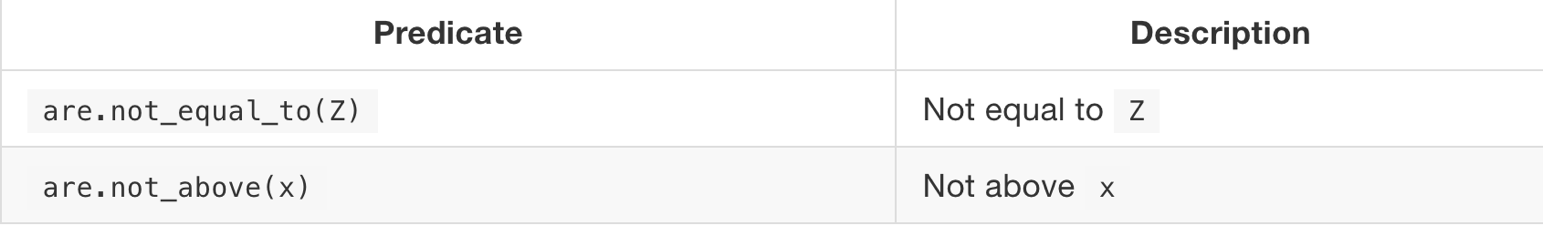 Predicate Description
are.not_equal_to(Z) Not equal to Z
are.not_above(x) Not above x